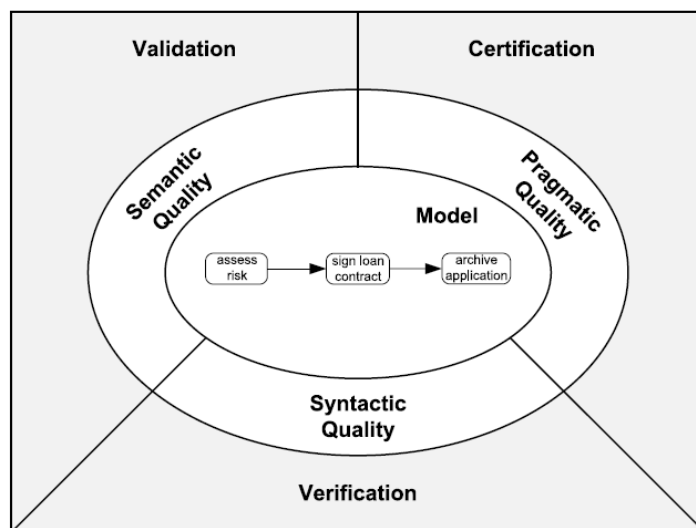 Validation
Certification
Semantic
Quality
Pragmatic
Quality
Model
assess
risk
sign loan
contract
archive
application
Syntactic
Quality
Verification